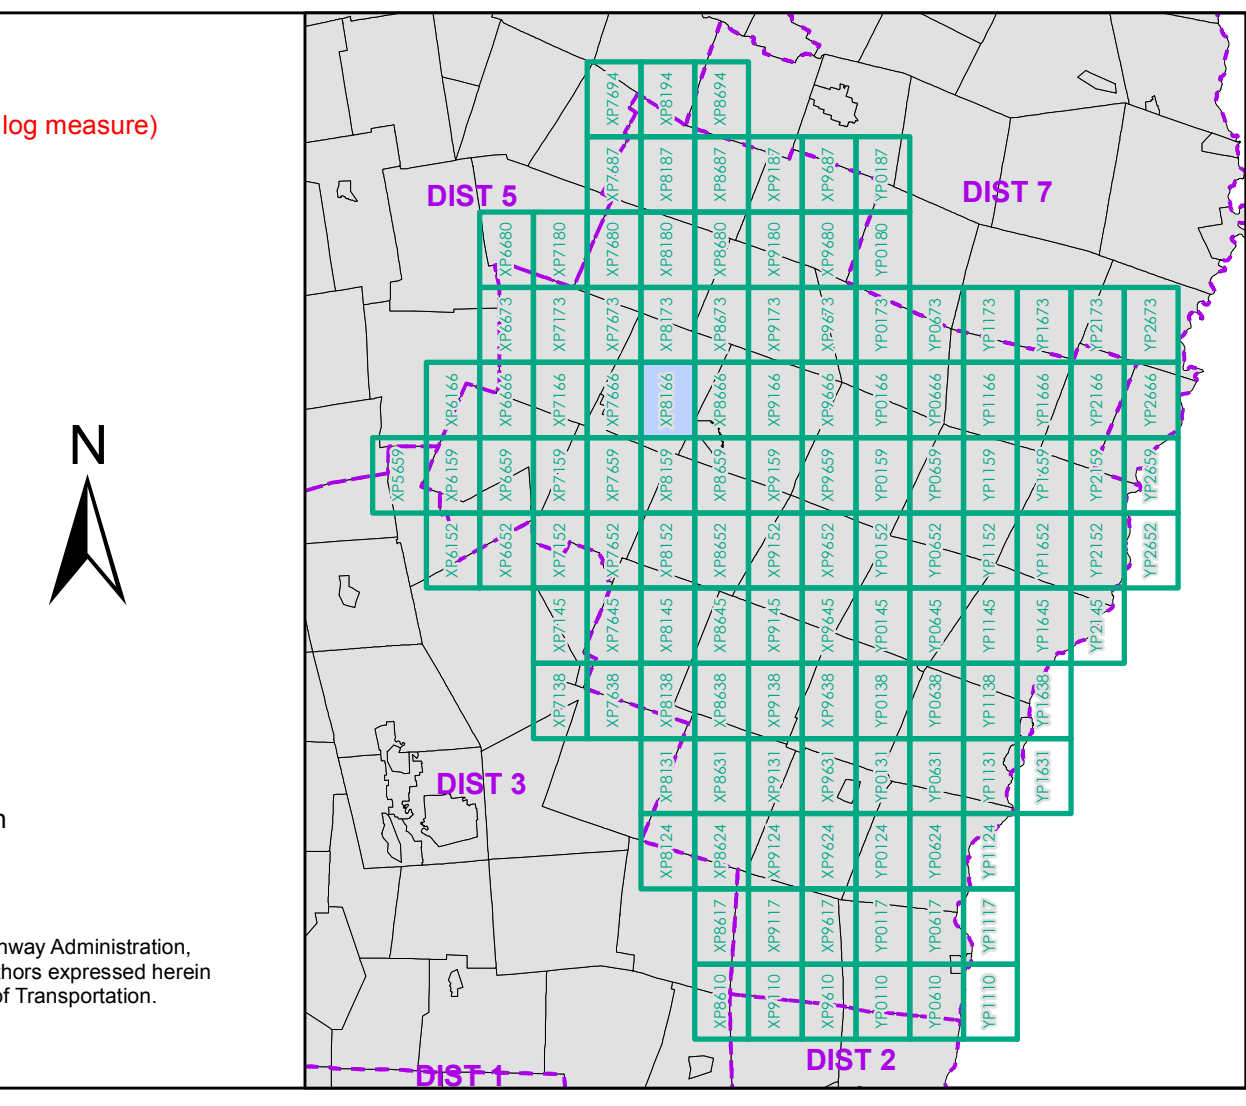 log measure)
N
hway Administration,
thors expressed herein
of Transportation.
DIST 5
DIST 7
DIST 3
DIST 2
DIST 1
XP7694 XP8194 XP8694
XP7687 XP8187 XP8687 XP9187 XP9687 YP0187
XP6680 XP7180 XP7680 XP8180 XP8680 XP9180 XP9680 YP0180
XP6673 XP7173 XP7673 XP8173 XP8673 XP9173 XP9673 YP0173 YP0673 YP1173 YP1673 YP2173 YP2673
XP6166 XP6666 XP7166 XP7666 XP8166 XP8666 XP9166 XP9666 YP0166 YP0666 YP1166 YP1666 YP2166 YP2666
XP5659 XP6159 XP6659 XP7159 XP7659 XP8159 XP8659 XP9159 XP9659 YP0159 YP0659 YP1159 YP1659 YP2159 YP2659
XP6152 XP6652 XP7152 XP7652 XP8152 XP8652 XP9152 XP9652 YP0152 YP0652 YP1152 YP1652 YP2152 YP2652
XP7145 XP7645 XP8145 XP8645 XP9145 XP9645 YP0145 YP0645 YP1145 YP1645 YP2145
XP7138 XP7638 XP8138 XP8638 XP9138 XP9638 YP0138 YP0638 YP1138 YP1638
XP8131 XP8631 XP9131 XP9631 YP0131 YP0631 YP1131 YP1631
XP8124 XP8624 XP9124 XP9624 YP0124 YP0624 YP1124
XP8617 XP9117 XP9617 YP0117 YP0617 YP1117
XP8610 XP9110 XP9610 YP0110 YP0610 YP1110